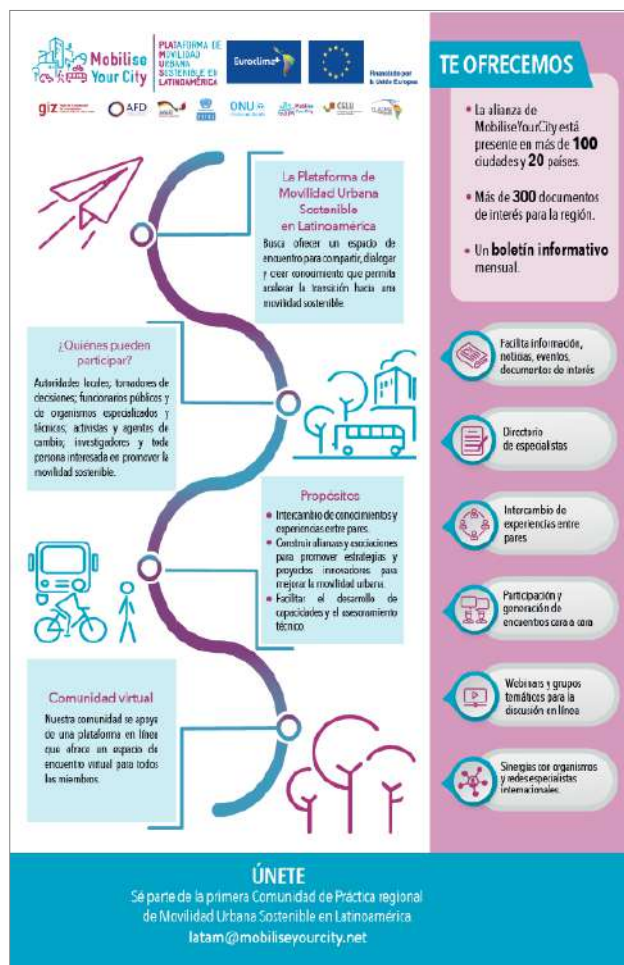 Mobilise
Your City
PLATAFORMA DE
MOVILIDAD
URBANA
SOSTENIBLE EN
LATINOAMÉRICA
Euroclima+
Financiado por
la Unión Europea
giz
AFD
ONU
CGLU
La Plataforma de
Movilidad Urbana
Sostenible
en Latinoamérica
Busca ofrecer un espacio de
encuentro para compartir, dialogar
y crear conocimiento que permita
acelerar la transición hacia una
movilidad sostenible.
¿Quiénes pueden
participar?
Autoridades locales; tomadores de
decisiones; funcionarios públicos y
de organismos especializados y
técnicos; activistas y agentes de
cambio; investigadores y toda
persona interesada en promover la
movilidad sostenible.
Propósitos
• Intercambio de conocimientos y
experiencias entre pares.
• Construir alianzas y asociaciones
para promover estrategias y
proyectos innovadores para
mejorar la movilidad urbana.
• Facilitar el desarrollo de
capacidades y el asesoramiento
técnico.
Comunidad virtual
Nuestra comunidad se apoya
de una plataforma en línea
que ofrece un espacio de
encuentro virtual para todos
los miembros.
TE OFRECEMOS
• La alianza de
MobiliseYourCity está
presente en más de 100
ciudades y 20 países.
• Más de 300 documentos
de interés para la región.
• Un boletín informativo
mensual.
Facilita información,
noticias, eventos,
documentos de interés
Directorio
de especialistas
Intercambio de
experiencias entre
pares
Participación y
generación de
encuentros cara a cara
Webinars y grupos
temáticos para la
discusión en línea
Sinergias con organismos
y redes especialistas
internacionales.
ÚNETE
Sé parte de la primera Comunidad de Práctica regional
de Movilidad Urbana Sostenible en Latinoamérica
latam@mobiliseyourcity.net